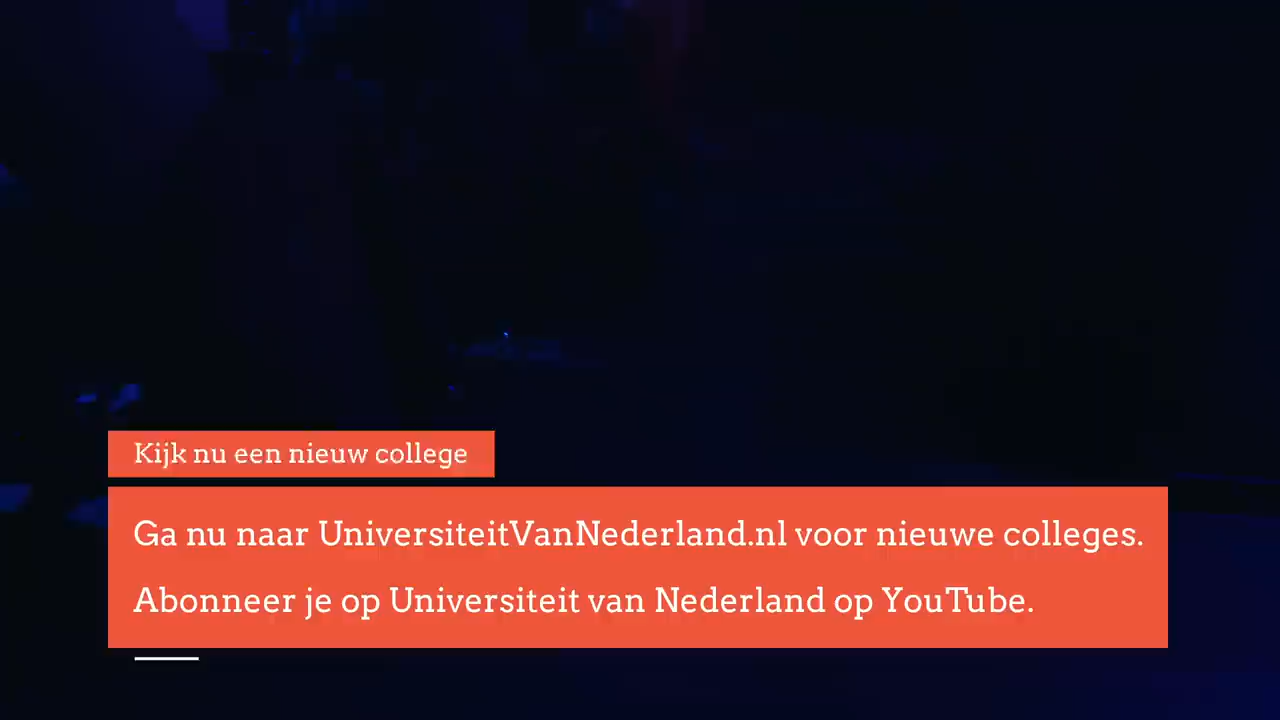 Kijk nu een nieuw college
Ga nu naar UniversiteitVanNederland.nl voor nieuwe colleges.
Abonneer je op Universiteit van Nederland op YouTube.